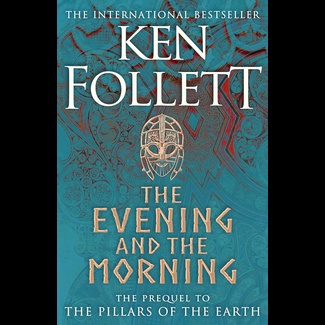 THE INTERNATIONAL BESTSELLER
KEN
FOLLETT
THE
EVENING
AND THE
MORNING
THE PREQUEL TO
THE PILLARS OF THE EARTH